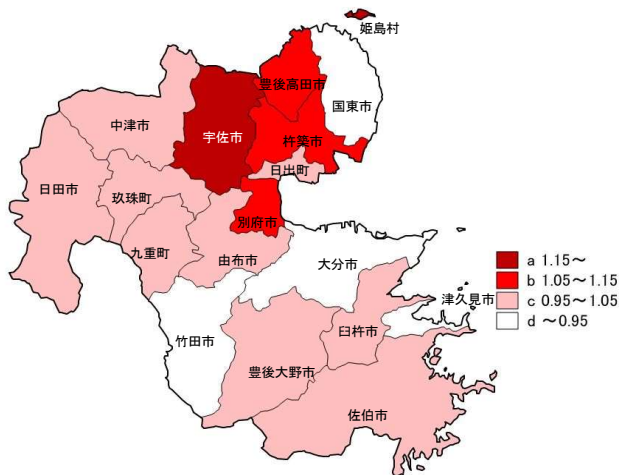 姫島村
豊後高田市
国東市
中津市
宇佐市
杵築市
日出町
日田市
玖珠町
別府市
九重町
由布市
大分市
津久見市
竹田市
臼杵市
豊後大野市
佐伯市
a 1.15～
b 1.05～1.15
c 0.95～1.05
d ～0.95